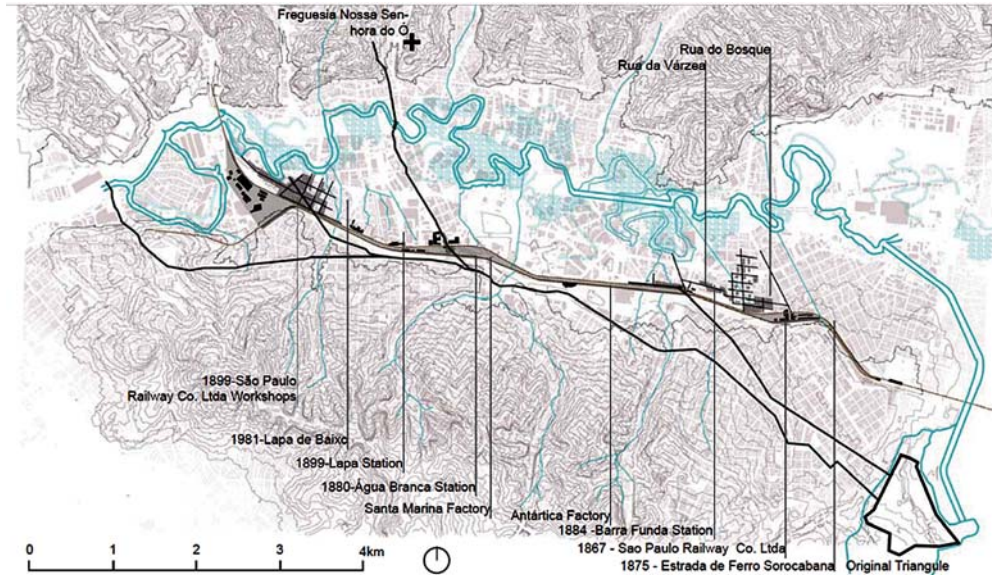 Freguesia Nossa Sen-
hora do Ó
Rua do Bosque
Rua da Várzea
1899-São Paulo
Railway Co. Ltda Workshops
1981-Lapa de Baixo
1899-Lapa Station
1880-Água Branca Station
Santa Marina Factory
Antártica Factory
1884 -Barra Funda Station
1867 - Sao Paulo Railway Co. Ltda
1875 - Estrada de Ferro Sorocabana
Original Triangule
0 1 2 3 4km